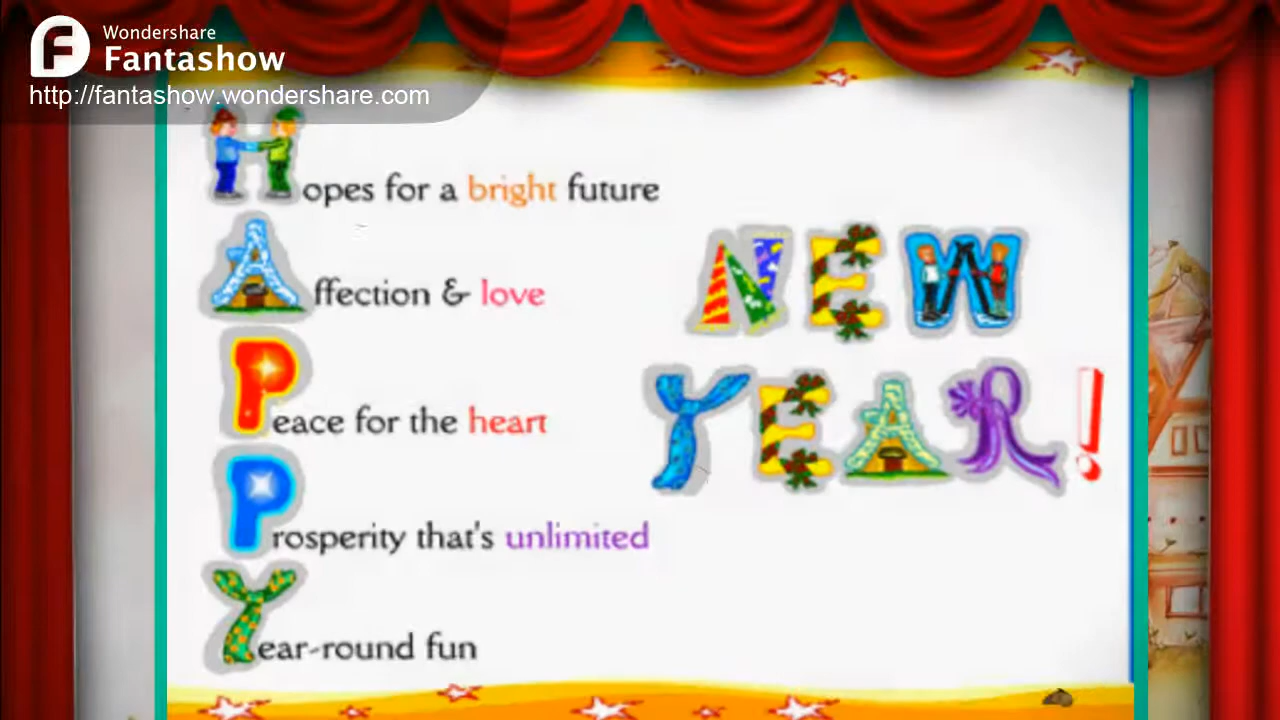 Wondershare
Fantashow
http://fantashow.wondershare.com
Hopes for a bright future
Affection & love
Peace for the heart
Prosperity that's unlimited
Year-round fun
NEW
YEAR!